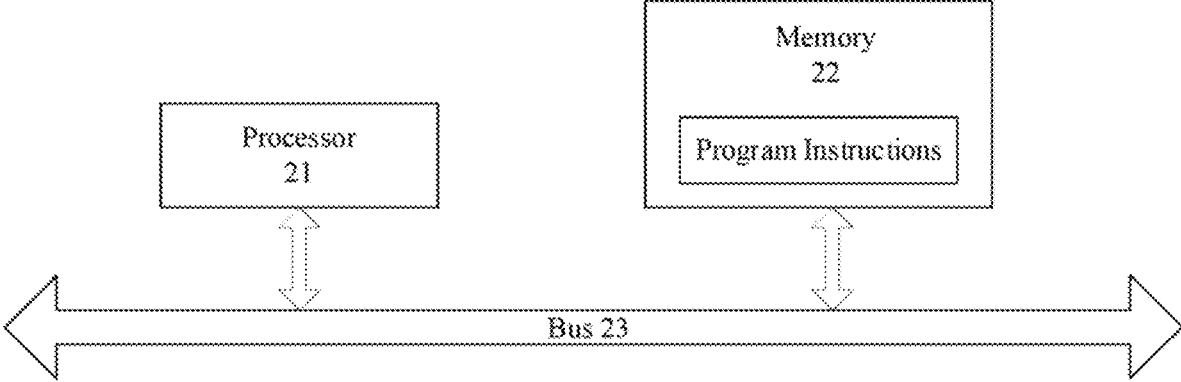 Memory
22
Processor
21
Program Instructions
Bus 23